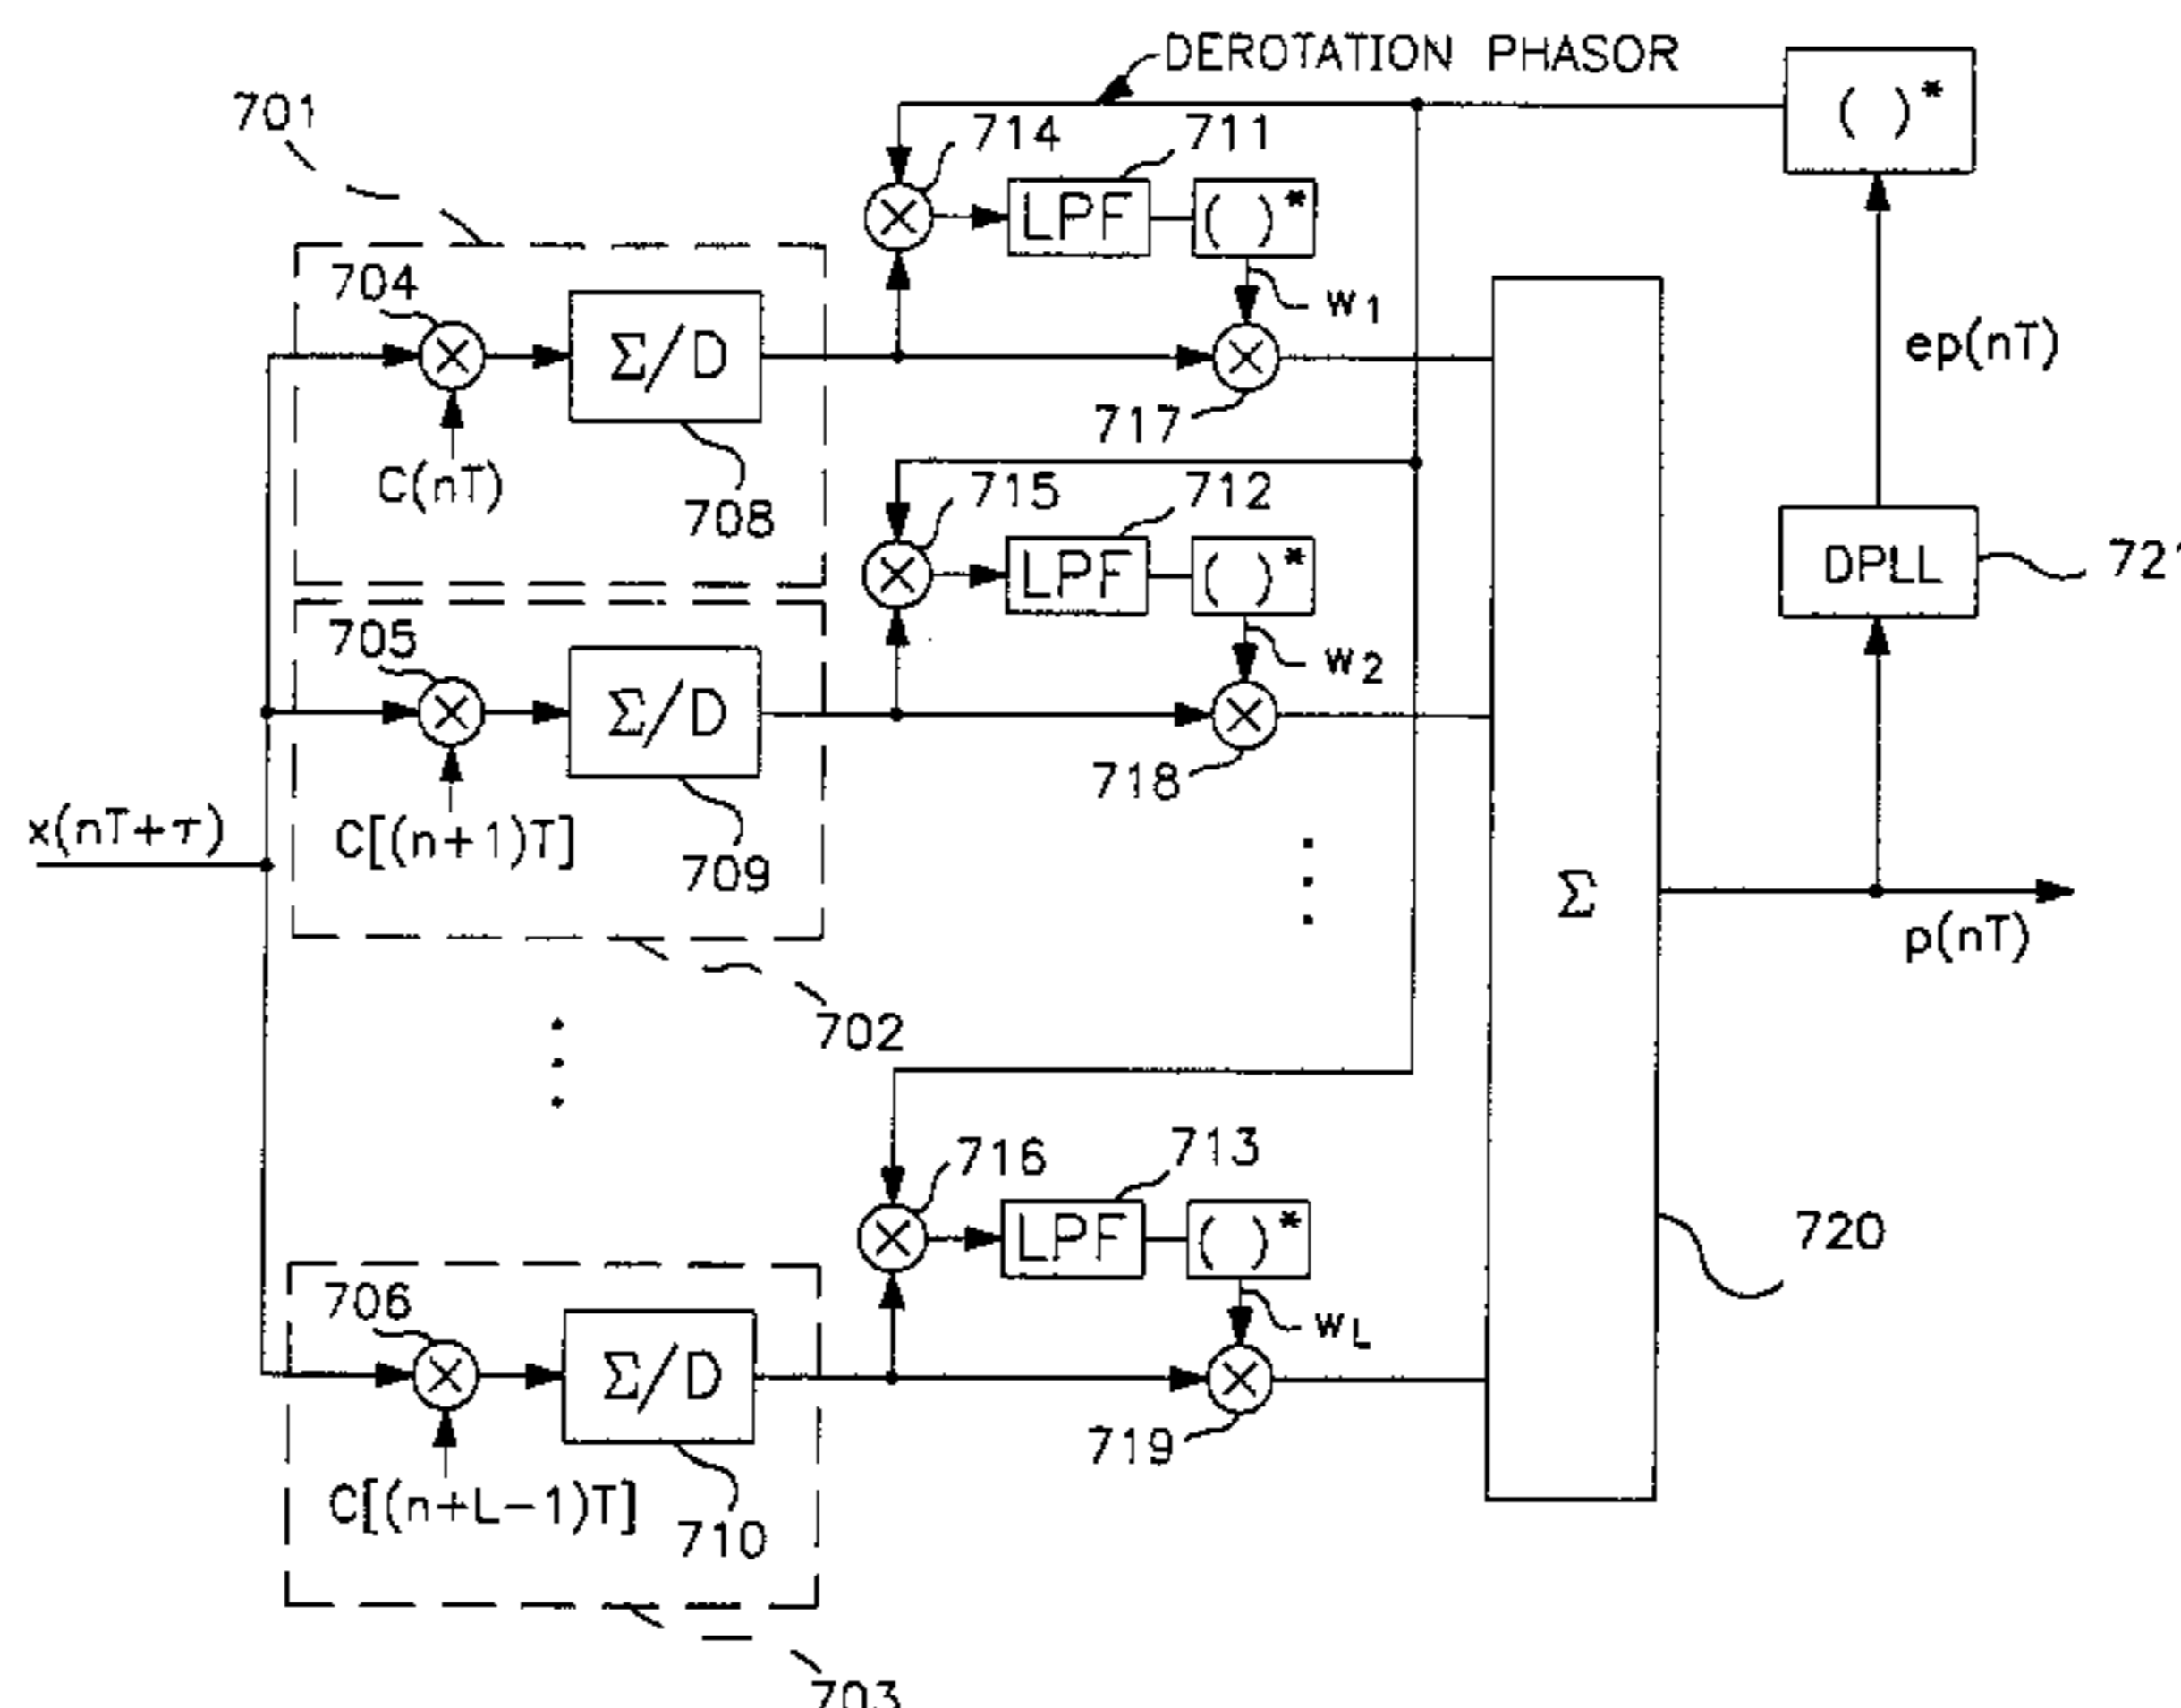 DEROTATION PHASOR
( )*
701
714
711
LPF
( )*
704
w1
Σ/D
ep(nT)
717
C(nT)
708
715
712
LPF
( )*
DPLL
705
w2
Σ/D
718
x(nT+τ)
C[(n+1)T]
709
Σ
p(nT)
702
716
713
LPF
( )*
720
706
wL
Σ/D
719
C[(n+L-1)T]
710
703